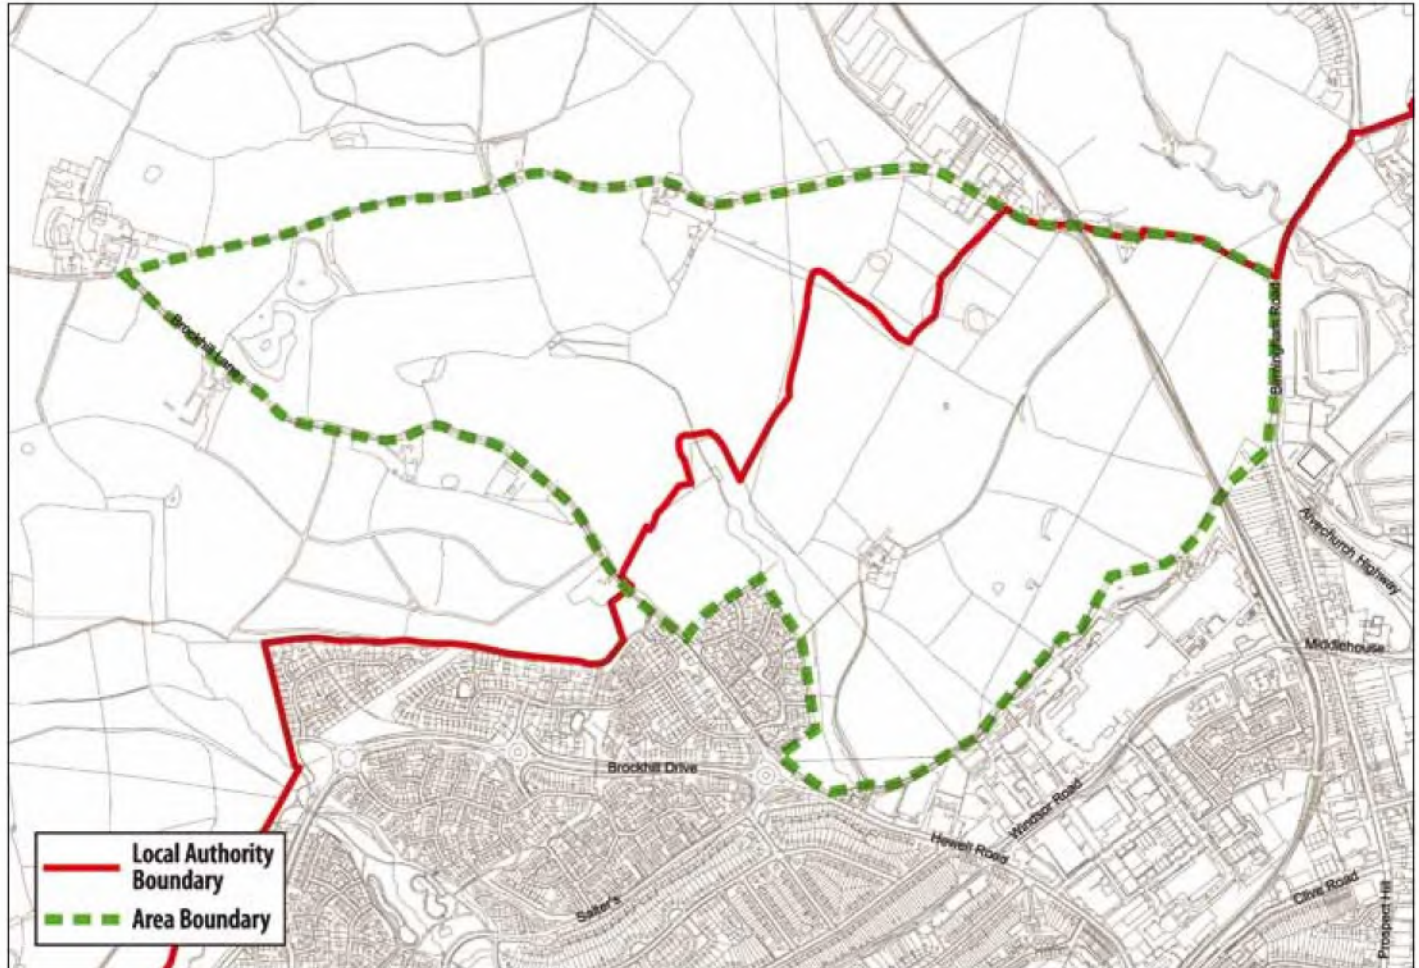 Brockhill Lane
Birmingham Road
Alvechurch Highway
Middlehouse
Brockhill Drive
Windsor Road
Hewell Road
Salter's
Clive Road
Prospect Hill
Local Authority
Boundary
Area Boundary